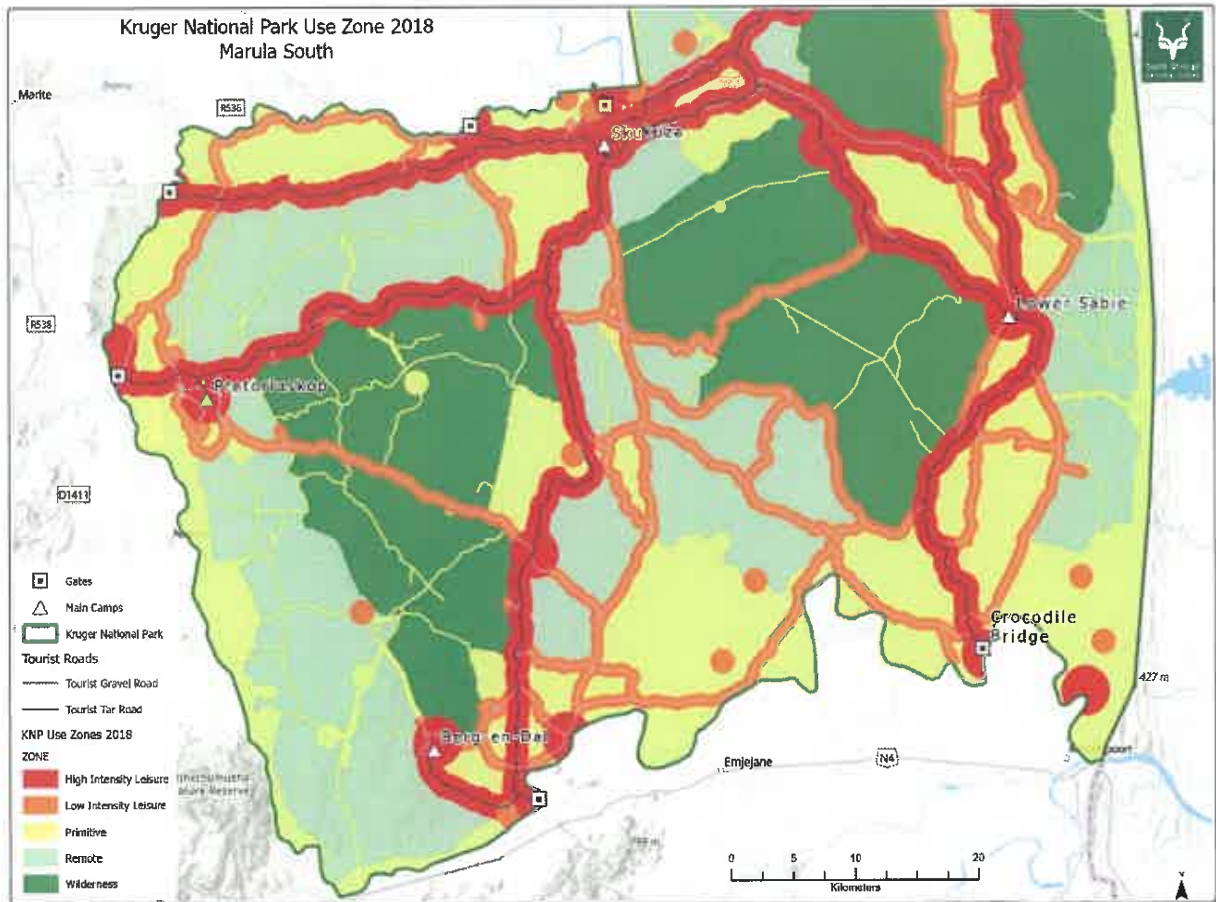 Kruger National Park Use Zone 2018
Marula South
Marite
R536
Skukuza
R538
Lower Sabie
Pretoriuskop
D1411
Gates
Main Camps
Kruger National Park
Tourist Roads
Tourist Gravel Road
Tourist Tar Road
KNP Use Zones 2018
ZONE
High Intensity Leisure
Low Intensity Leisure
Primitive
Remote
Wilderness
Crocodile
Bridge
427 m
Berg-en-Dal
Emjejane
N4
0 5 10 20
Kilometers
N